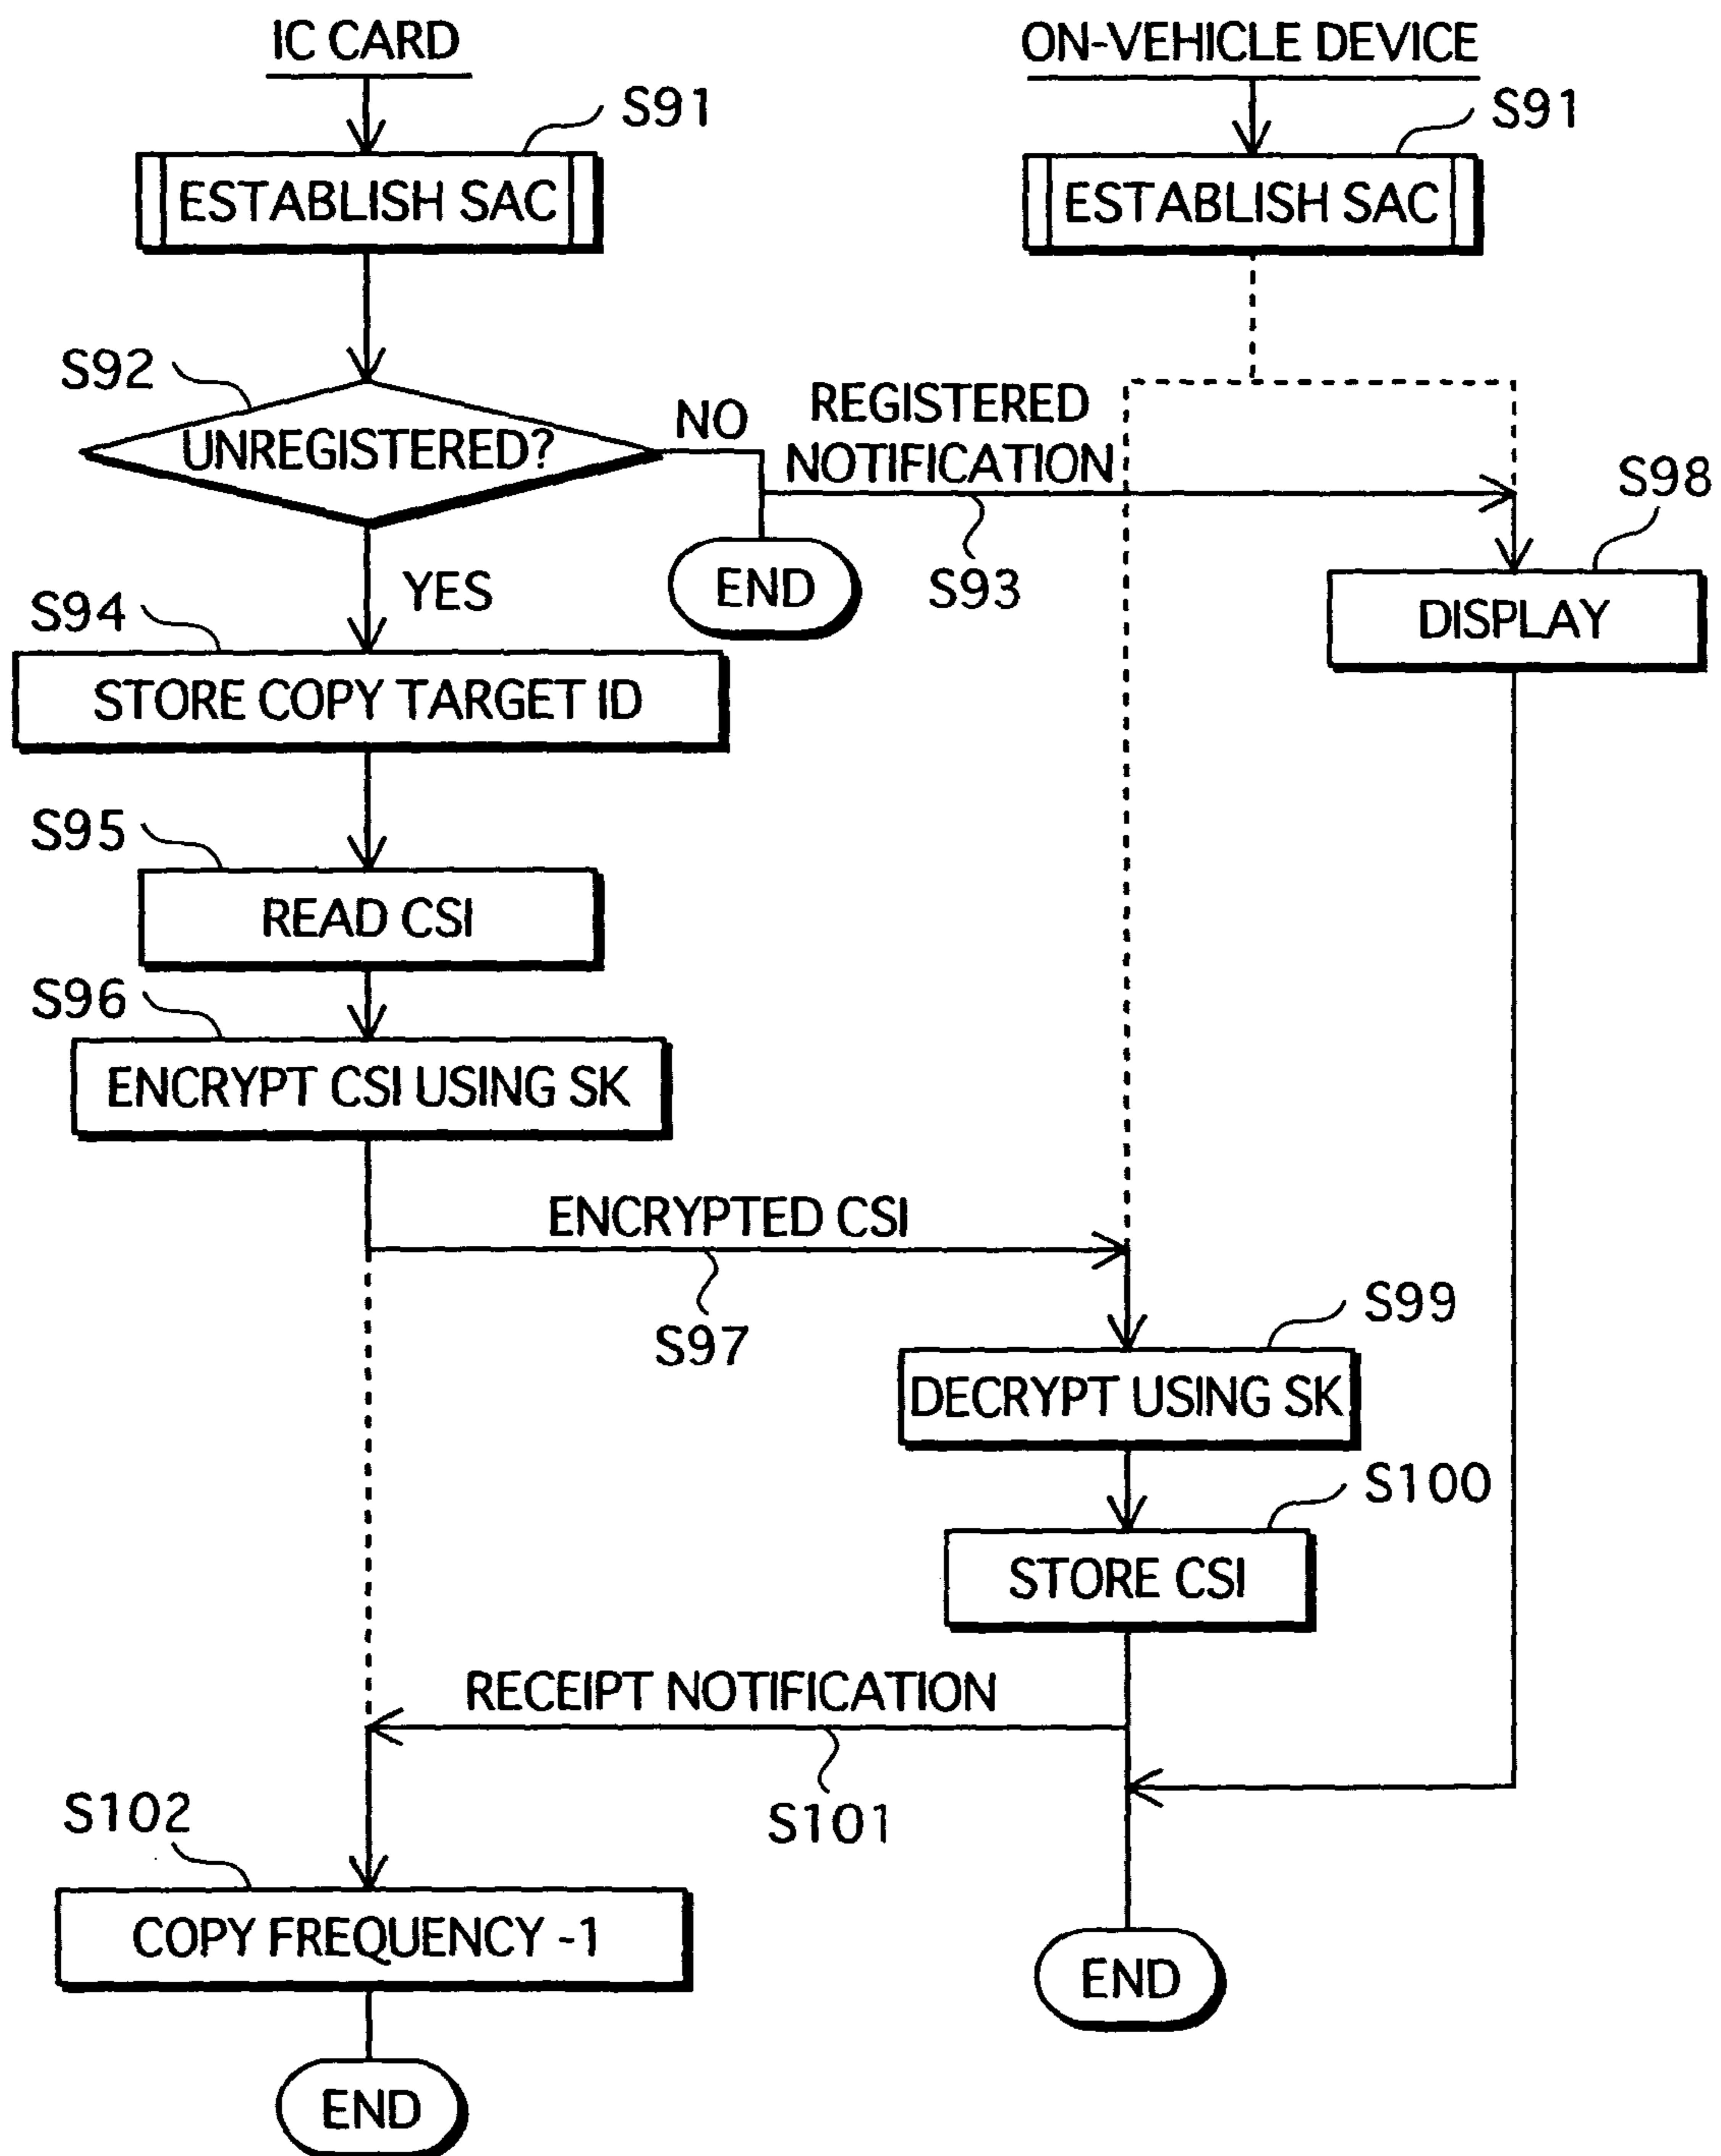 IC CARD
ON-VEHICLE DEVICE
S91
S91
ESTABLISH SAC
ESTABLISH SAC
S92
UNREGISTERED?
NO
REGISTERED
NOTIFICATION
S98
END
S93
DISPLAY
YES
S94
STORE COPY TARGET ID
S95
READ CSI
S96
ENCRYPT CSI USING SK
ENCRYPTED CSI
S97
S99
DECRYPT USING SK
S100
STORE CSI
RECEIPT NOTIFICATION
S101
S102
COPY FREQUENCY -1
END
END